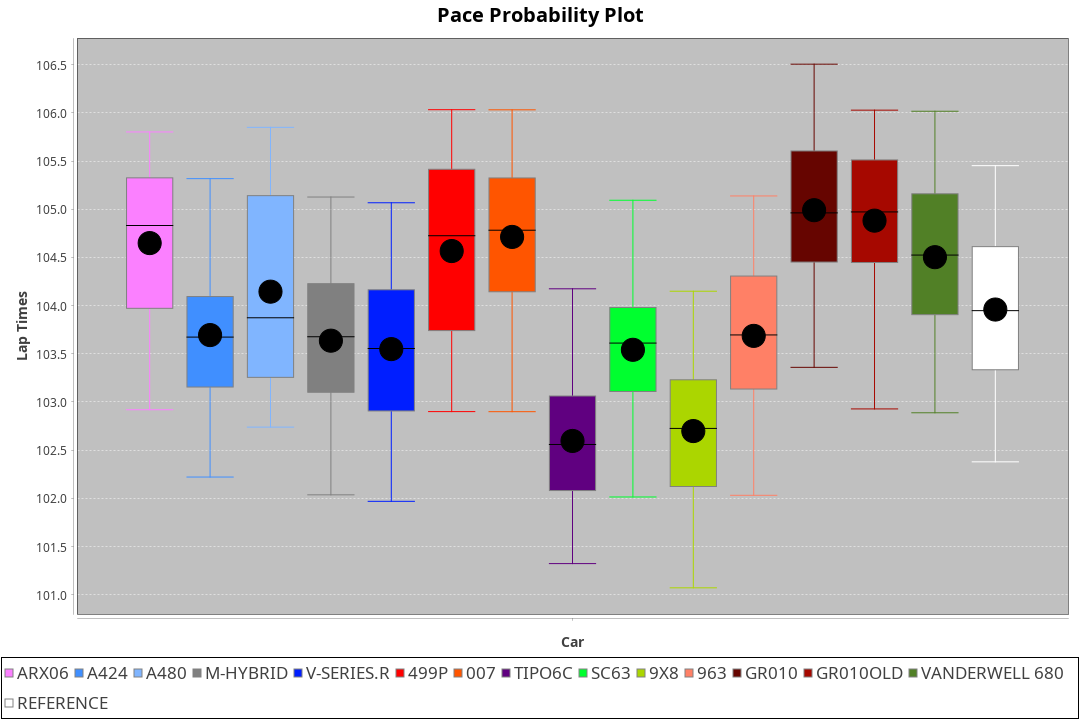 Pace Probability Plot
106.5
106.0
105.5
105.0
104.5
104.0
103.5
103.0
102.5
102.0
101.5
101.0
Lap Times
Car
ARX06 A424 A480 M-HYBRID V-SERIES.R 499P 007 TIPO6C SC63 9X8 963 GR010 GR010OLD VANDERWELL 680
REFERENCE